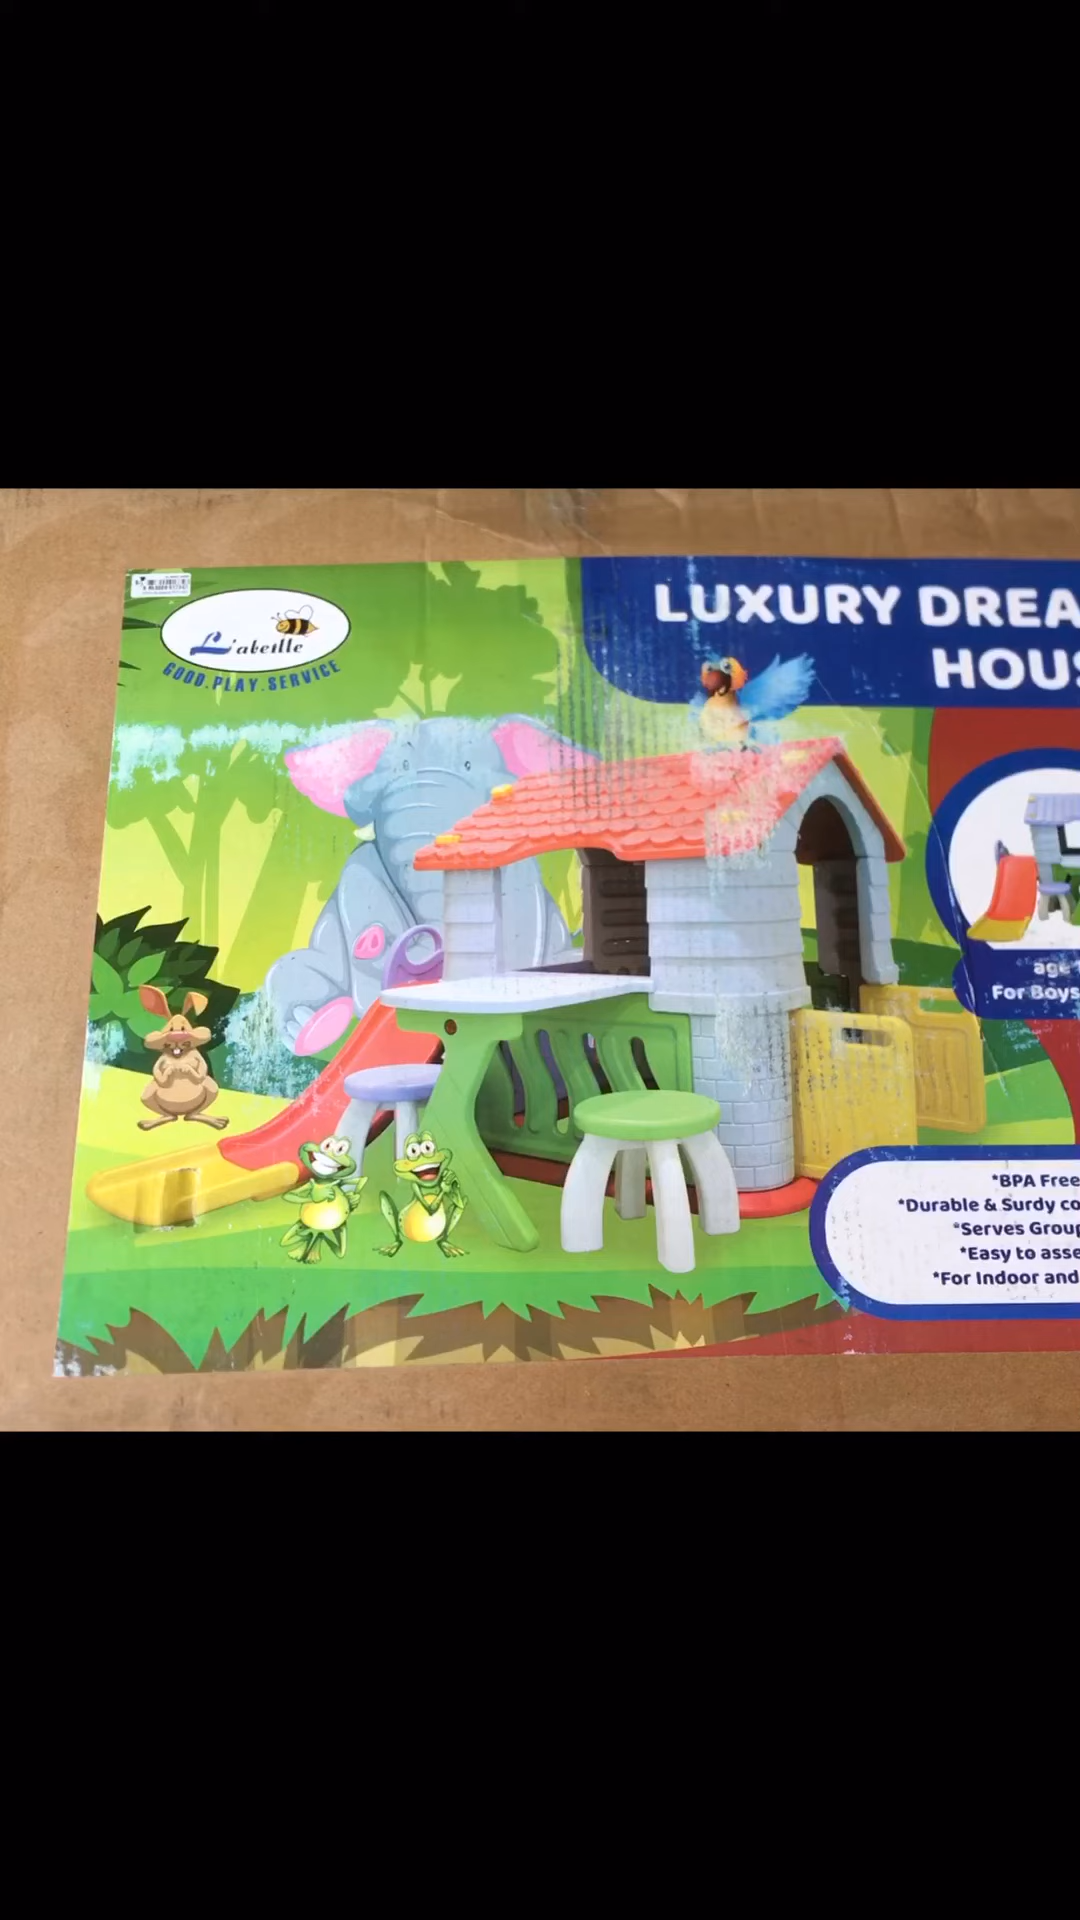 L'abeille
GOOD.PLAY.SERVICE
LUXURY DREA
HOUS
age
For Boys
*BPA Free
*Durable & Surdy co
*Serves Group
*Easy to asse
*For Indoor and